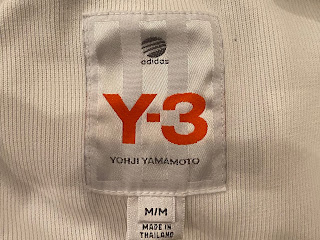 adidas
Y-3
YOHJI YAMAMOTO
M/M
MADE IN
THAILAND